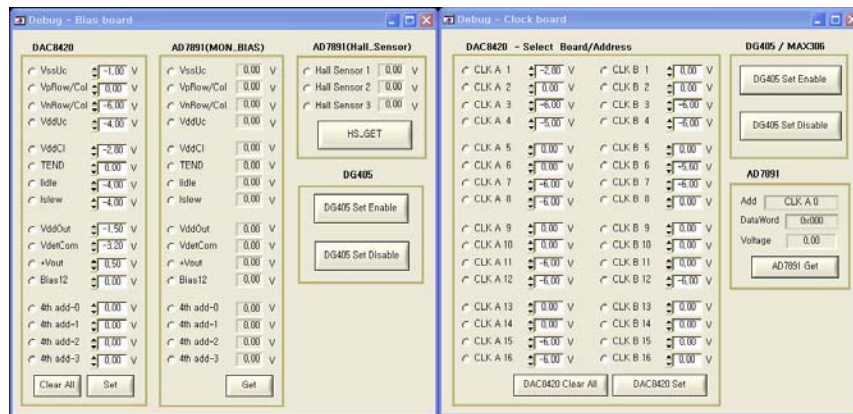 Debug - Bias board
DAC8420
VssUc -1.00 V
VpRow/Col 0.00 V
VnRow/Col -6.00 V
VddUc -4.00 V
VddCl -2.80 V
TEND 0.00 V
Iidle -4.00 V
Islew -4.00 V
VddOut -1.50 V
VdetCom -3.20 V
+Vout 0.50 V
Bias12 0.00 V
4th add-0 0.00 V
4th add-1 0.00 V
4th add-2 0.00 V
4th add-3 0.00 V
Clear All Set
AD7891(MON_BIAS)
VssUc 0.00 V
VpRow/Col 0.00 V
VnRow/Col 0.00 V
VddUc 0.00 V
VddCl 0.00 V
TEND 0.00 V
Iidle 0.00 V
Islew 0.00 V
VddOut 0.00 V
VdetCom 0.00 V
+Vout 0.00 V
Bias12 0.00 V
4th add-0 0.00 V
4th add-1 0.00 V
4th add-2 0.00 V
4th add-3 0.00 V
Get
AD7891(Hall_Sensor)
Hall Sensor 1 0.00 V
Hall Sensor 2 0.00 V
Hall Sensor 3 0.00 V
HS_GET
DG405
DG405 Set Enable
DG405 Set Disable
Debug - Clock board
DAC8420 - Select Board/Address
CLK A 1 -2.80 V CLK B 1 0.00 V
CLK A 2 0.00 V CLK B 2 0.00 V
CLK A 3 -6.00 V CLK B 3 -6.00 V
CLK A 4 -5.00 V CLK B 4 -6.00 V
CLK A 5 0.00 V CLK B 5 0.00 V
CLK A 6 0.00 V CLK B 6 -5.60 V
CLK A 7 -6.00 V CLK B 7 -6.00 V
CLK A 8 -6.00 V CLK B 8 0.00 V
CLK A 9 0.00 V CLK B 9 0.00 V
CLK A 10 0.00 V CLK B 10 0.00 V
CLK A 11 -6.00 V CLK B 11 0.00 V
CLK A 12 -6.00 V CLK B 12 -6.00 V
CLK A 13 0.00 V CLK B 13 0.00 V
CLK A 14 0.00 V CLK B 14 0.00 V
CLK A 15 -6.00 V CLK B 15 0.00 V
CLK A 16 -6.00 V CLK B 16 0.00 V
DAC8420 Clear All DAC8420 Set
DG405 / MAX306
DG405 Set Enable
DG405 Set Disable
AD7891
Add CLK A 0
DataWord 0x000
Voltage 0.00
AD7891 Get